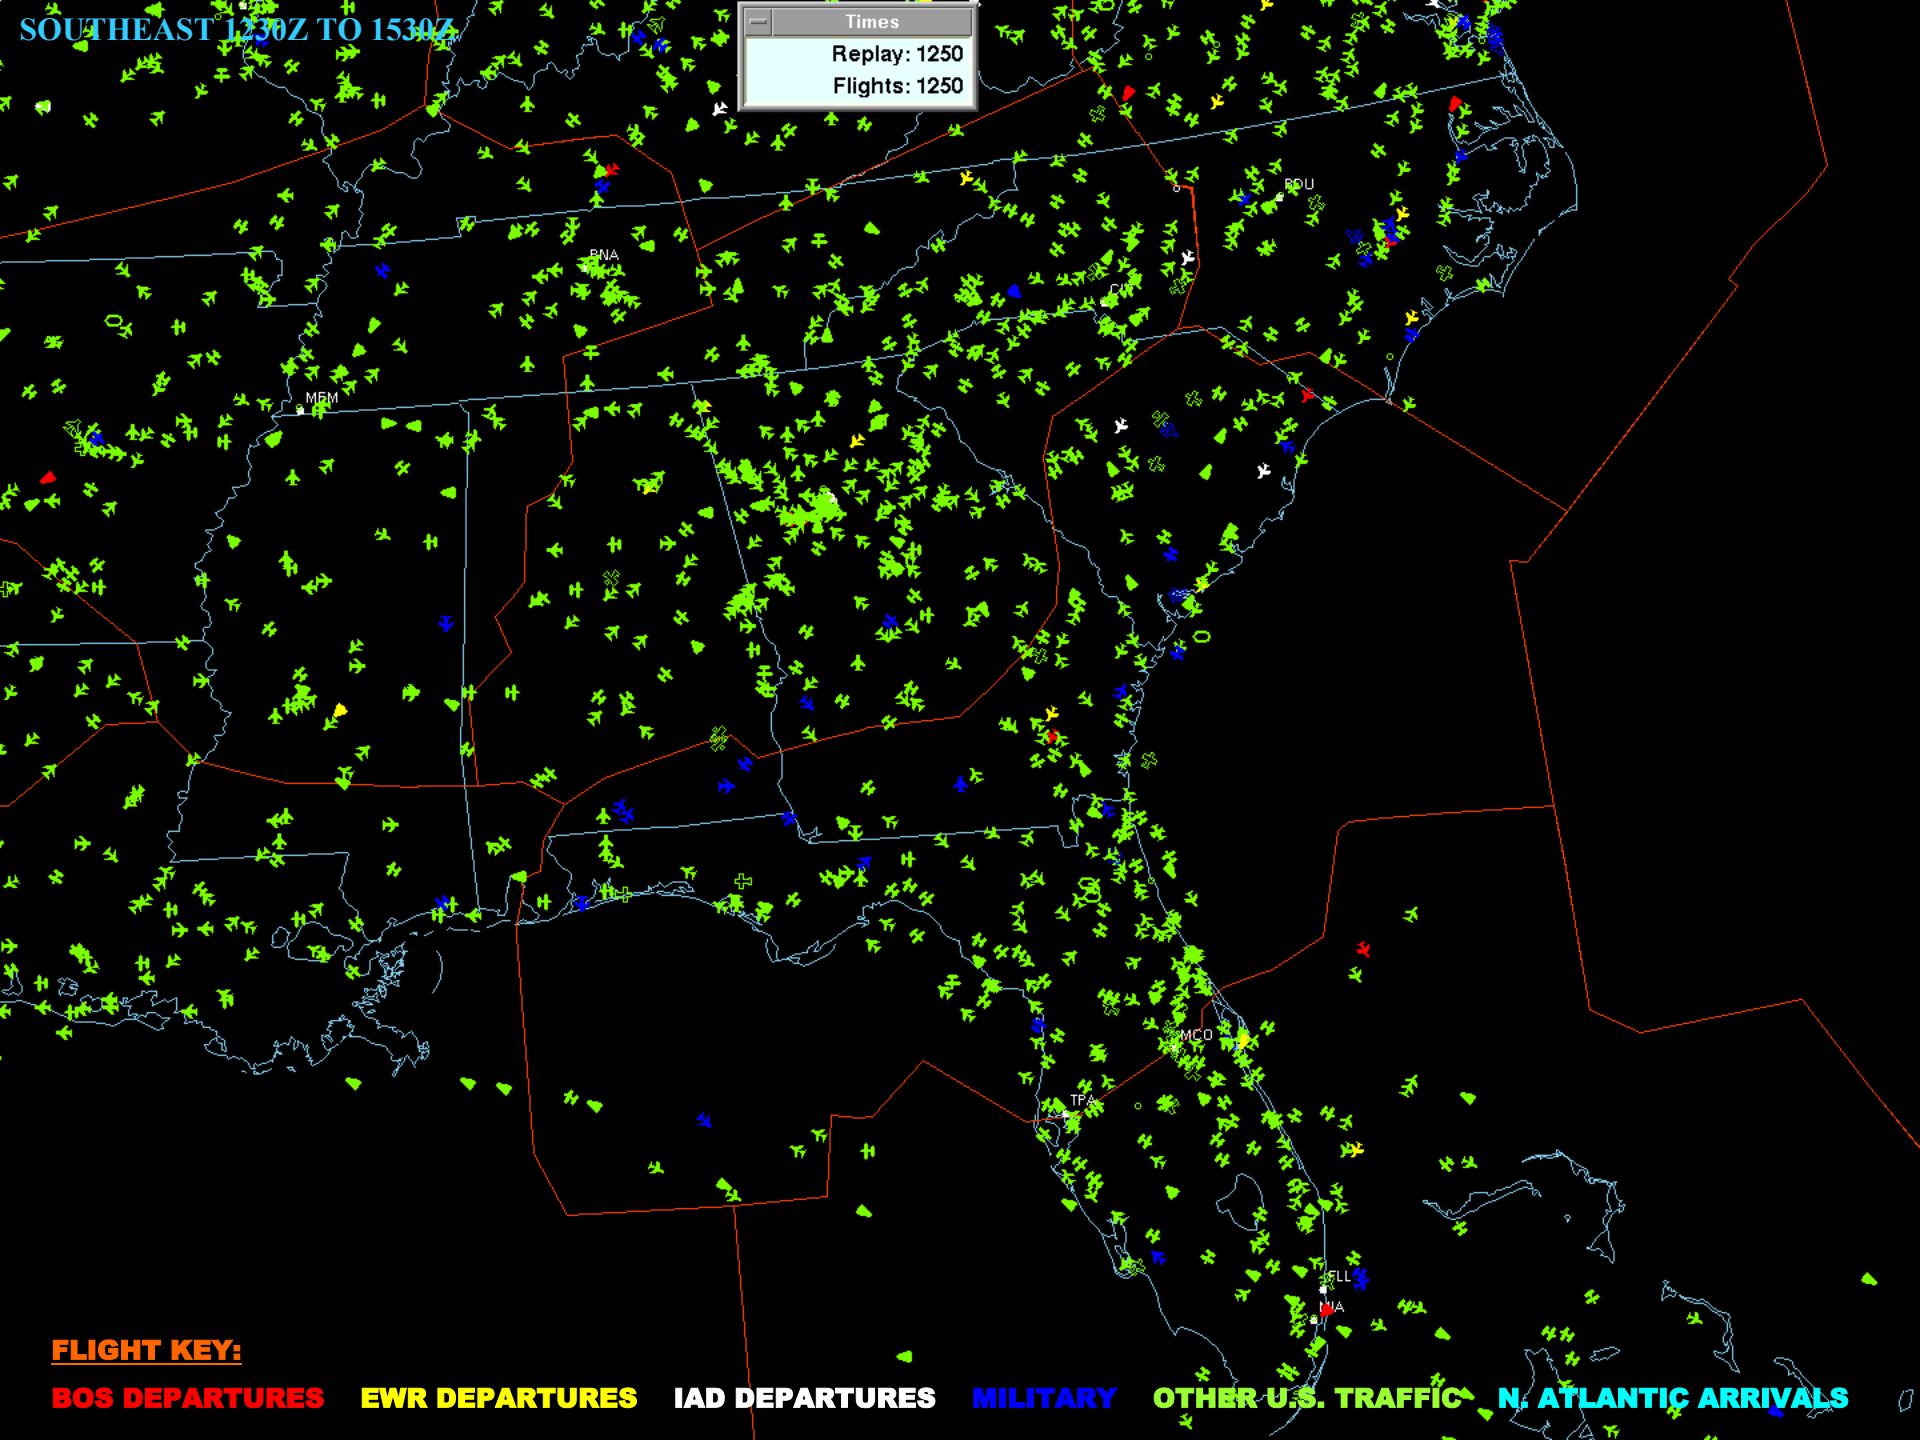 SOUTHEAST 1230Z TO 1530Z
Times
Replay: 1250
Flights: 1250
RDU
BNA
MEM
MCO
TPA
FLL
MIA
FLIGHT KEY:
BOS DEPARTURES EWR DEPARTURES IAD DEPARTURES MILITARY OTHER U.S. TRAFFIC N. ATLANTIC ARRIVALS